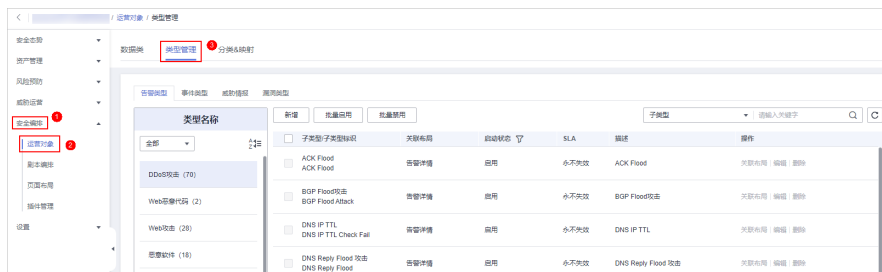 / 运营对象 / 类型管理
安全态势
资产管理
风险预防
威胁运营
安全编排 1
运营对象 2
剧本编排
页面布局
插件管理
设置
数据类 类型管理 3 分类&映射
告警类型 事件类型 威胁情报 漏洞类型
类型名称
全部
DDoS攻击 (70)
Web恶意代码 (2)
Web攻击 (28)
恶意软件 (18)
新增 批量启用 批量禁用 子类型 请输入关键字
子类型/子类型标识 关联布局 启动状态 SLA 描述 操作
ACK Flood
ACK Flood 告警详情 启用 永不失效 ACK Flood 关联布局 编辑 删除
BGP Flood攻击
BGP Flood Attack 告警详情 启用 永不失效 BGP Flood攻击 关联布局 编辑 删除
DNS IP TTL
DNS IP TTL Check Fail 告警详情 启用 永不失效 DNS IP TTL 关联布局 编辑 删除
DNS Reply Flood 攻击
DNS Reply Flood 告警详情 启用 永不失效 DNS Reply Flood 攻击 关联布局 编辑 删除